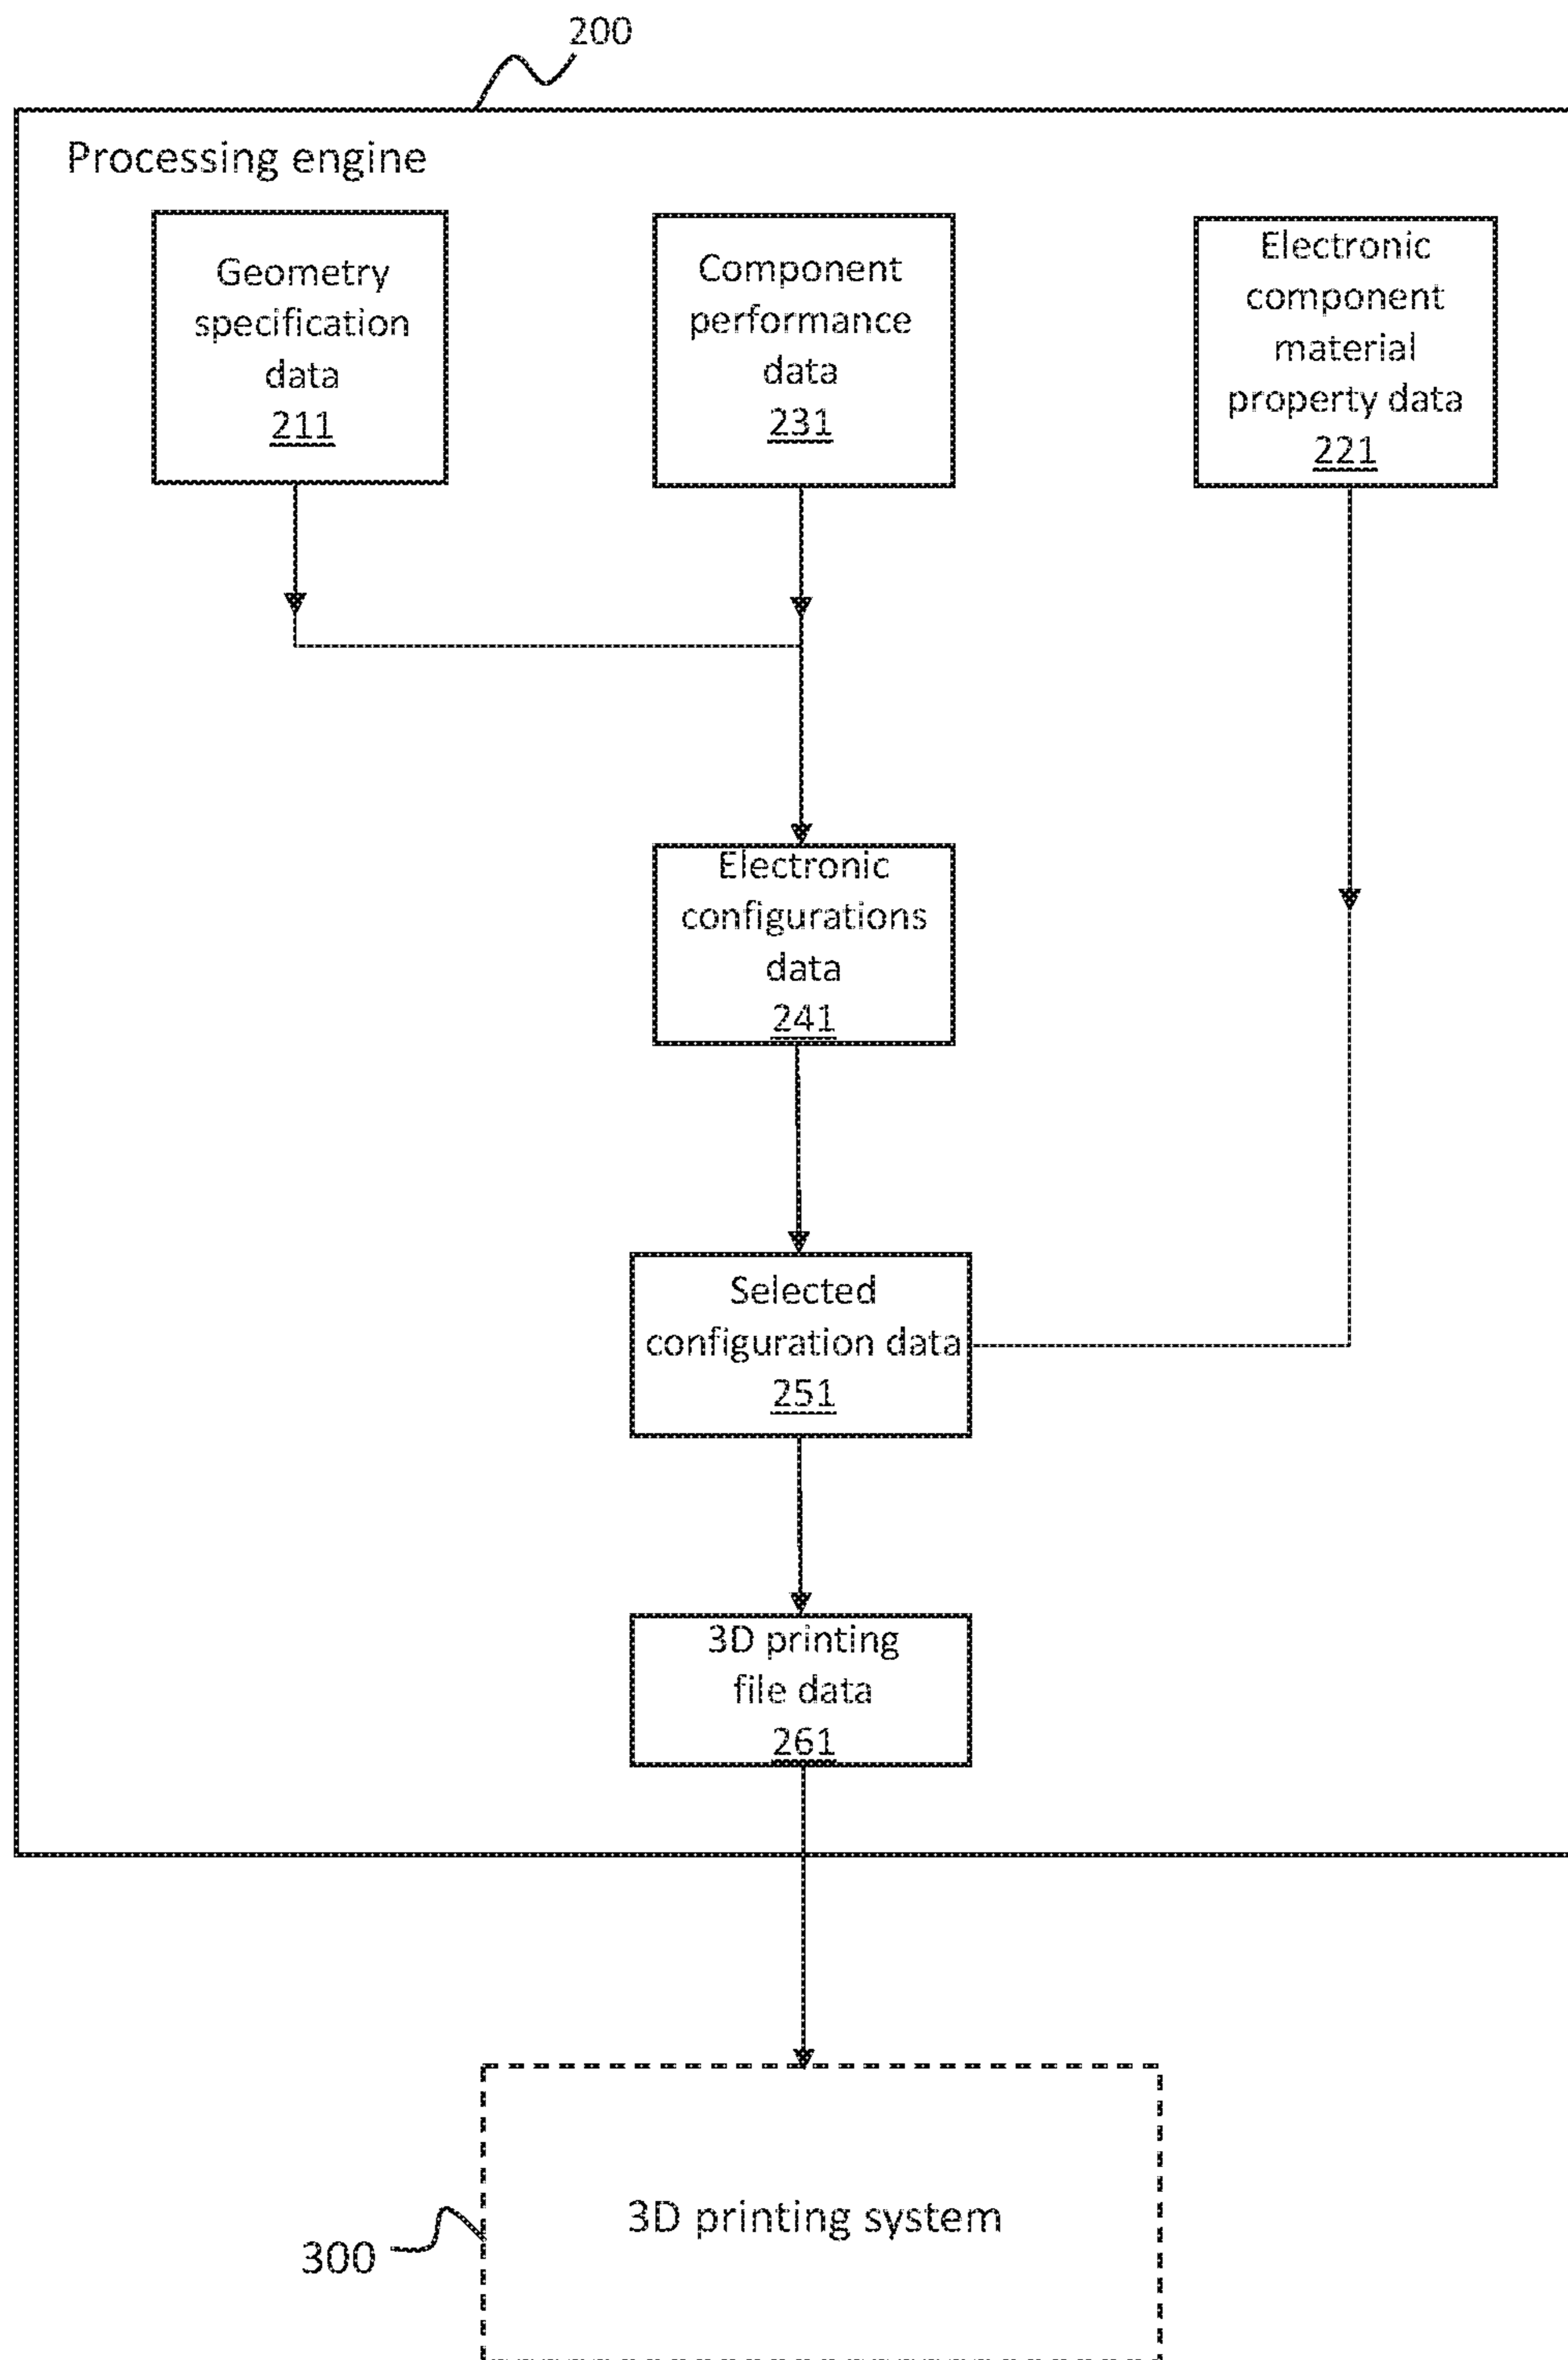 200
Processing engine
Geometry
specification
data
211
Component
performance
data
231
Electronic
component
material
property data
221
Electronic
configurations
data
241
Selected
configuration data
251
3D printing
file data
261
3D printing system
300